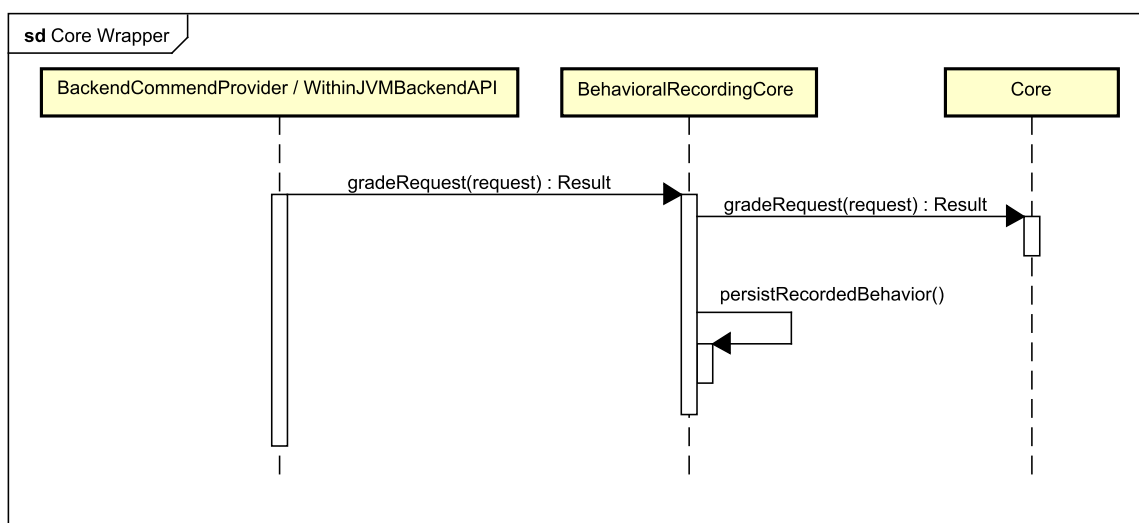 sd Core Wrapper
BackendCommendProvider / WithinJVMBackendAPI
BehavioralRecordingCore
Core
gradeRequest(request) : Result
gradeRequest(request) : Result
persistRecordedBehavior()